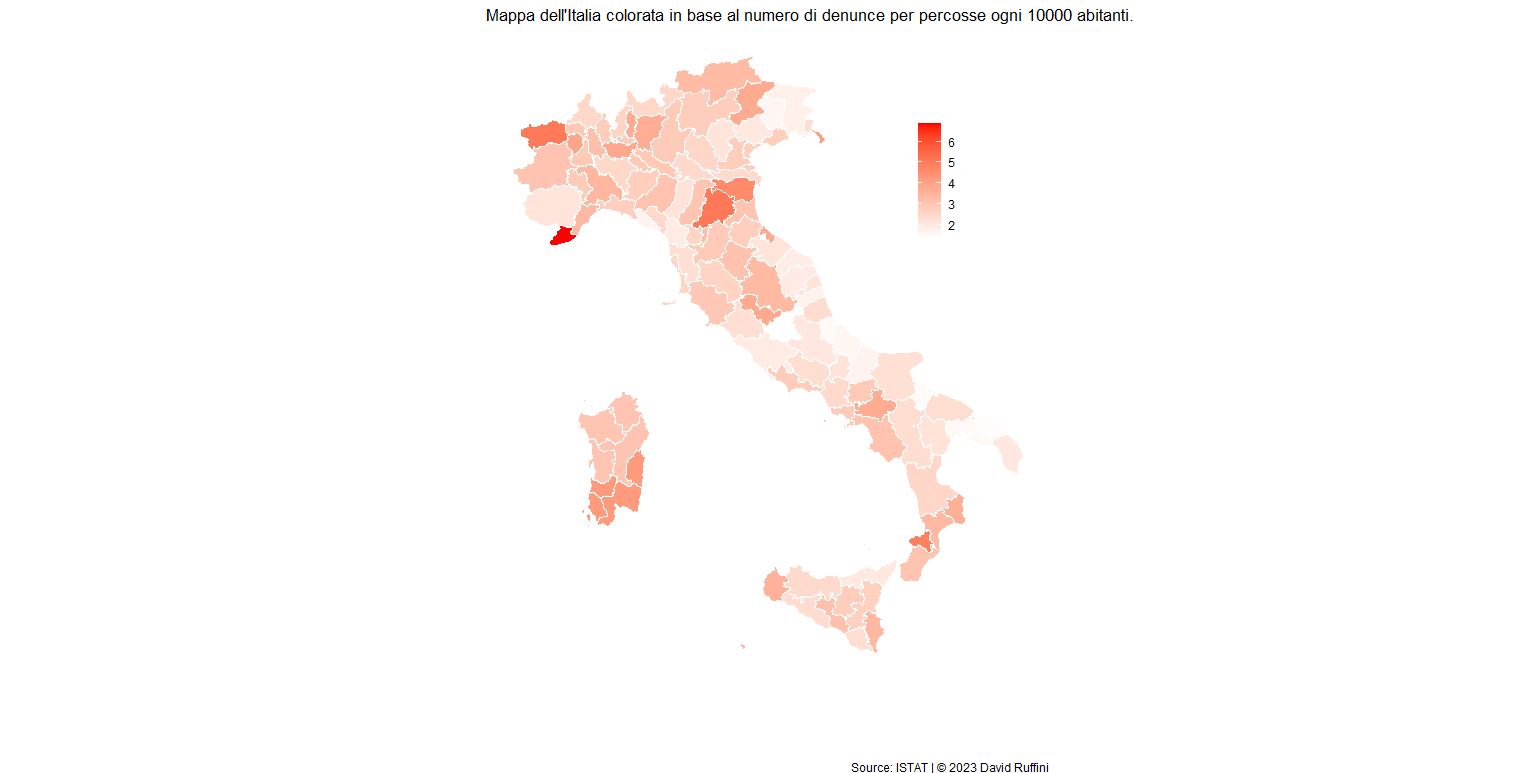 Mappa dell'Italia colorata in base al numero di denunce per percosse ogni 10000 abitanti.
6
5
4
3
2
Source: ISTAT | © 2023 David Ruffini